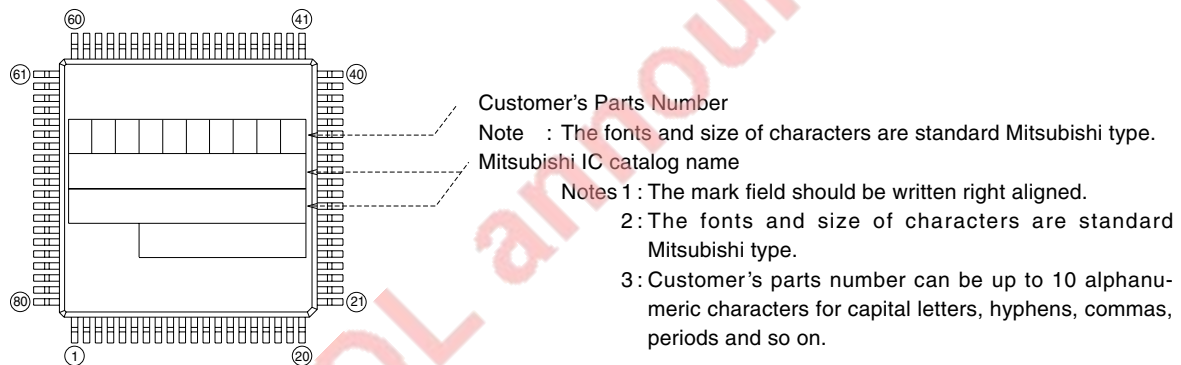 60 41
61 40
Customer's Parts Number
Note : The fonts and size of characters are standard Mitsubishi type.
Mitsubishi IC catalog name
Notes 1 : The mark field should be written right aligned.
2 : The fonts and size of characters are standard
Mitsubishi type.
3 : Customer's parts number can be up to 10 alphanu-
meric characters for capital letters, hyphens, commas,
periods and so on.
80 21
1 20